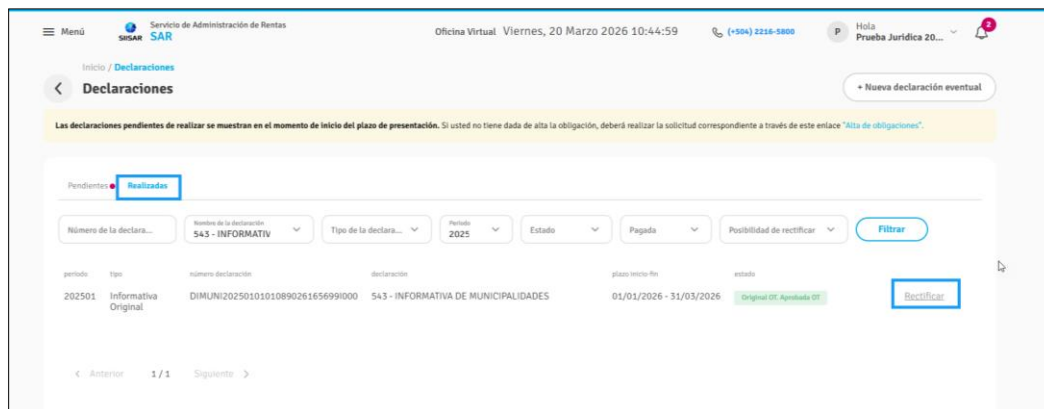 Menú
SIISAR
Servicio de Administración de Rentas
SAR
Oficina Virtual Viernes, 20 Marzo 2026 10:44:59
(+504) 2216-5800
P
Hola
Prueba Juridica 20...
2
Inicio / Declaraciones
Declaraciones
+ Nueva declaración eventual
Las declaraciones pendientes de realizar se muestran en el momento de inicio del plazo de presentación. Si usted no tiene dada de alta la obligación, deberá realizar la solicitud correspondiente a través de este enlace "Alta de obligaciones".
Pendientes Realizadas
Número de la declara...
Nombre de la declaración
543 - INFORMATIV
Tipo de la declara...
Periodo
2025
Estado
Pagada
Posibilidad de rectificar
Filtrar
periodo tipo número declaración declaración plazo inicio-fin estado
202501 Informativa Original DIMUNI20250101010890261656991000 543 - INFORMATIVA DE MUNICIPALIDADES 01/01/2026 - 31/03/2026 Original OT. Aprobada OT Rectificar
Anterior 1 / 1 Siguiente